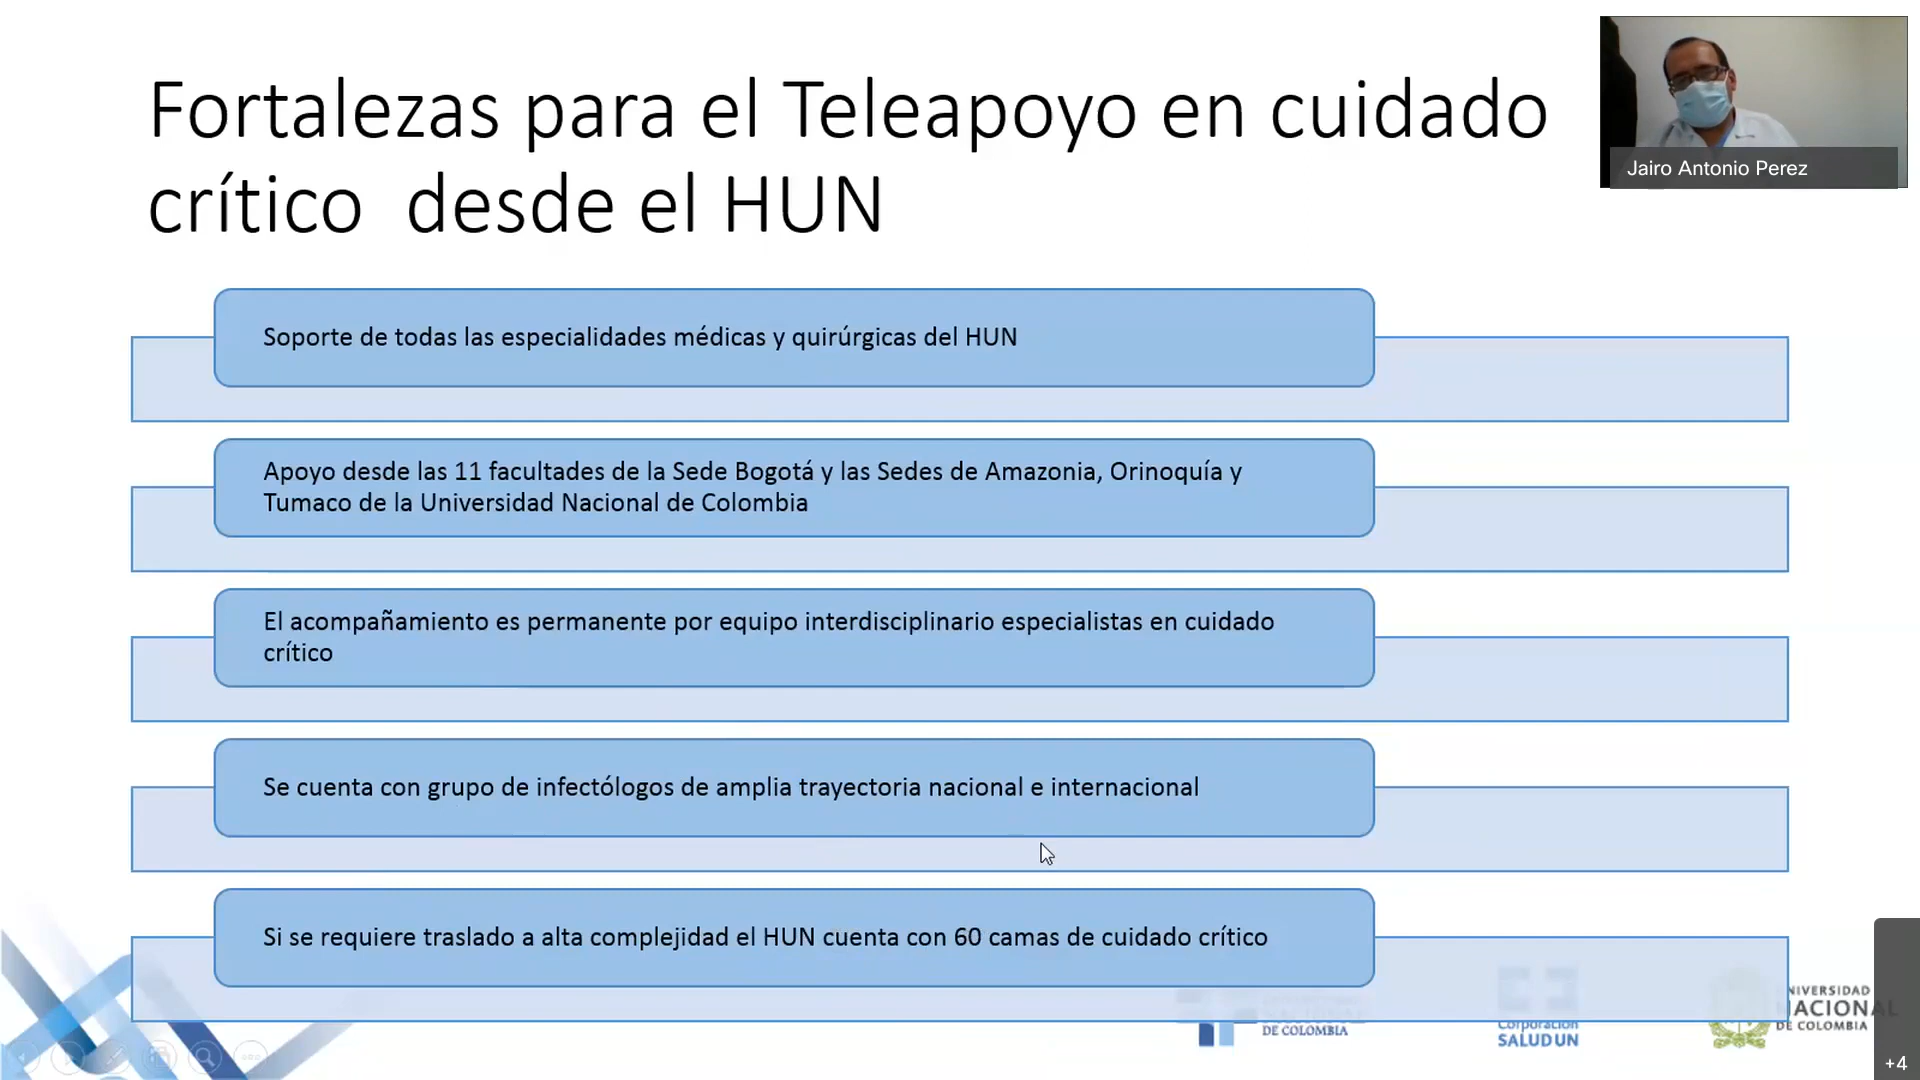 Fortalezas para el Teleapoyo en cuidado
crítico desde el HUN
Jairo Antonio Perez
Soporte de todas las especialidades médicas y quirúrgicas del HUN
Apoyo desde las 11 facultades de la Sede Bogotá y las Sedes de Amazonia, Orinoquía y
Tumaco de la Universidad Nacional de Colombia
El acompañamiento es permanente por equipo interdisciplinario especialistas en cuidado
crítico
Se cuenta con grupo de infectólogos de amplia trayectoria nacional e internacional
Si se requiere traslado a alta complejidad el HUN cuenta con 60 camas de cuidado crítico
DE COLOMBIA
Corporación
SALUD UN
UNIVERSIDAD
NACIONAL
DE COLOMBIA
+4